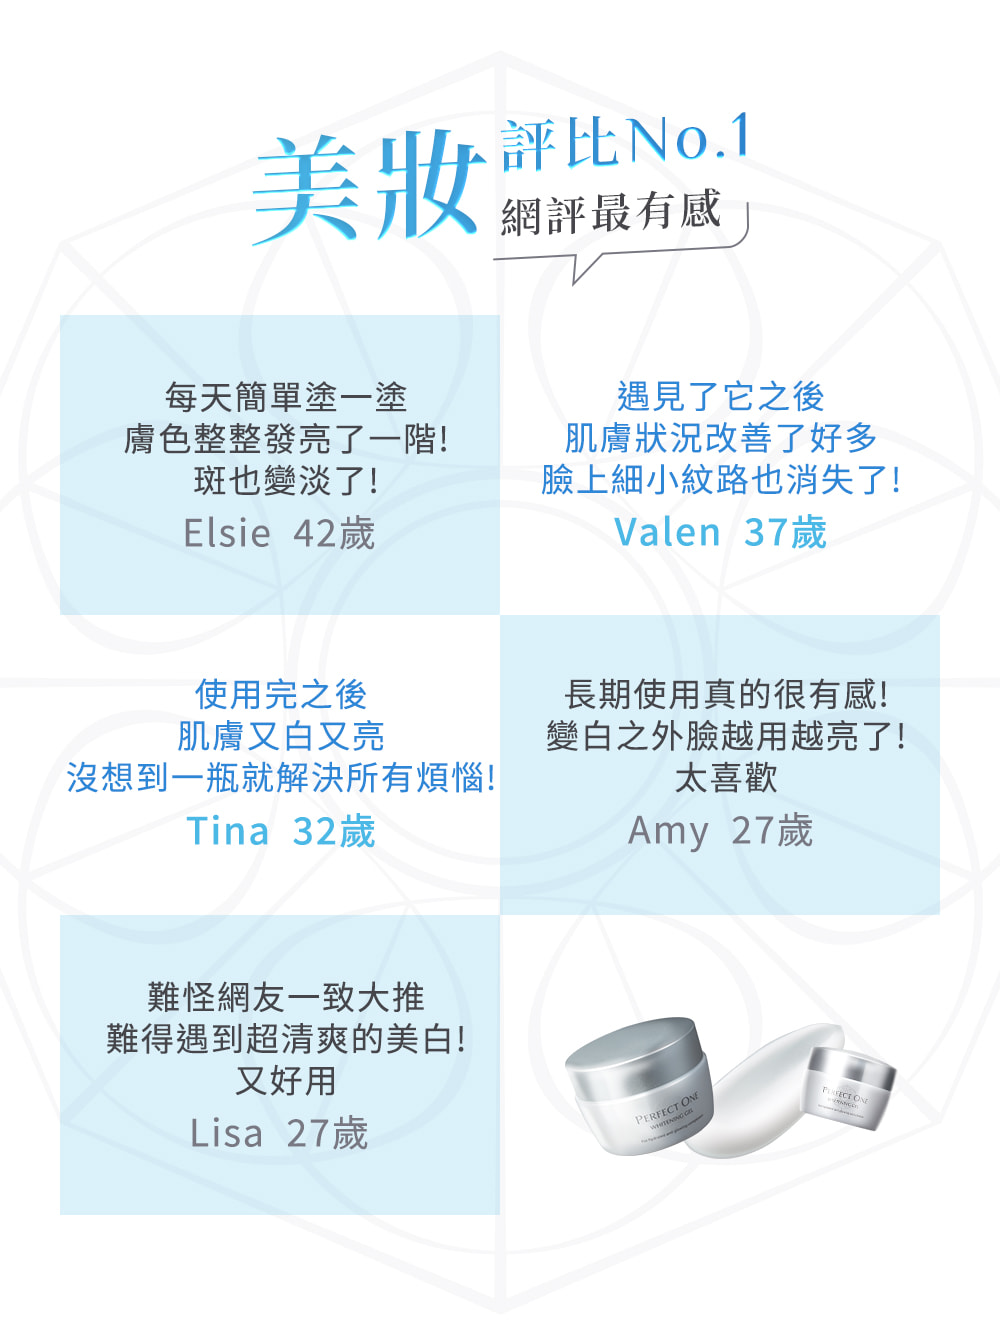 美妝
評比No.1
網評最有感
每天簡單塗一塗
膚色整整發亮了一階!
斑也變淡了!
Elsie 42歲
遇見了它之後
肌膚狀況改善了好多
臉上細小紋路也消失了!
Valen 37歲
使用完之後
肌膚又白又亮
沒想到一瓶就解決所有煩惱!
Tina 32歲
長期使用真的很有感!
變白之外臉越用越亮了!
太喜歡
Amy 27歲
難怪網友一致大推
難得遇到超清爽的美白!
又好用
Lisa 27歲
PERFECT ONE
WHITENING GEL
PERFECT ONE
WHITENING GEL